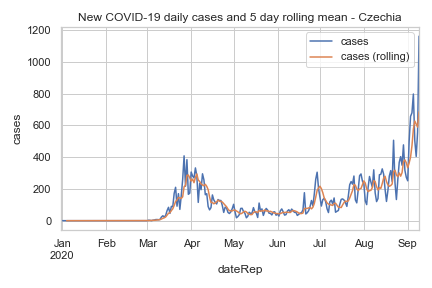 New COVID-19 daily cases and 5 day rolling mean - Czechia
cases
cases (rolling)
1200
1000
800
600
400
200
0
cases
Jan Feb Mar Apr May Jun Jul Aug Sep
2020
dateRep